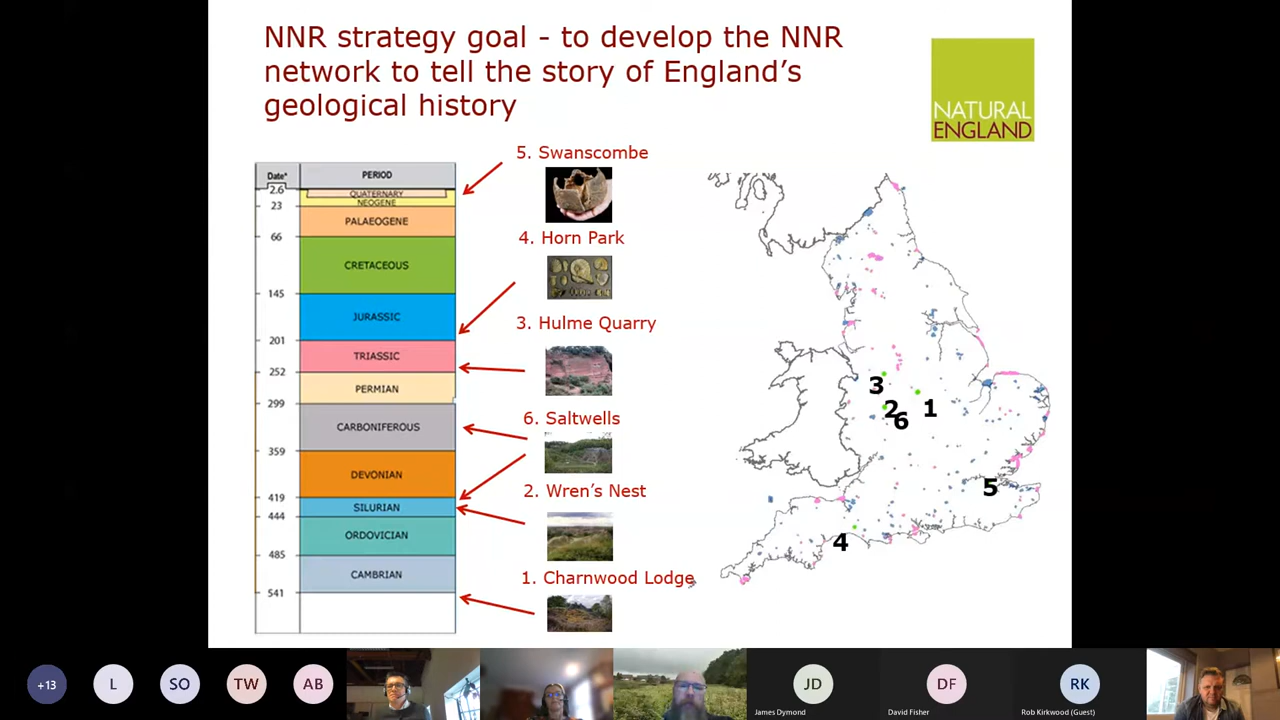 NNR strategy goal - to develop the NNR
network to tell the story of England's
geological history
NATURAL
ENGLAND
Date* PERIOD
2.6 QUATERNARY
NEOGENE
23
PALAEOGENE
66
CRETACEOUS
145
JURASSIC
201
TRIASSIC
252
PERMIAN
299
CARBONIFEROUS
359
DEVONIAN
419
SILURIAN
444
ORDOVICIAN
485
CAMBRIAN
541
5. Swanscombe
4. Horn Park
3. Hulme Quarry
6. Saltwells
2. Wren's Nest
1. Charnwood Lodge
3
2
6
1
5
4
+13
L
SO
TW
AB
JD
James Dymond
DF
David Fisher
RK
Rob Kirkwood (Guest)